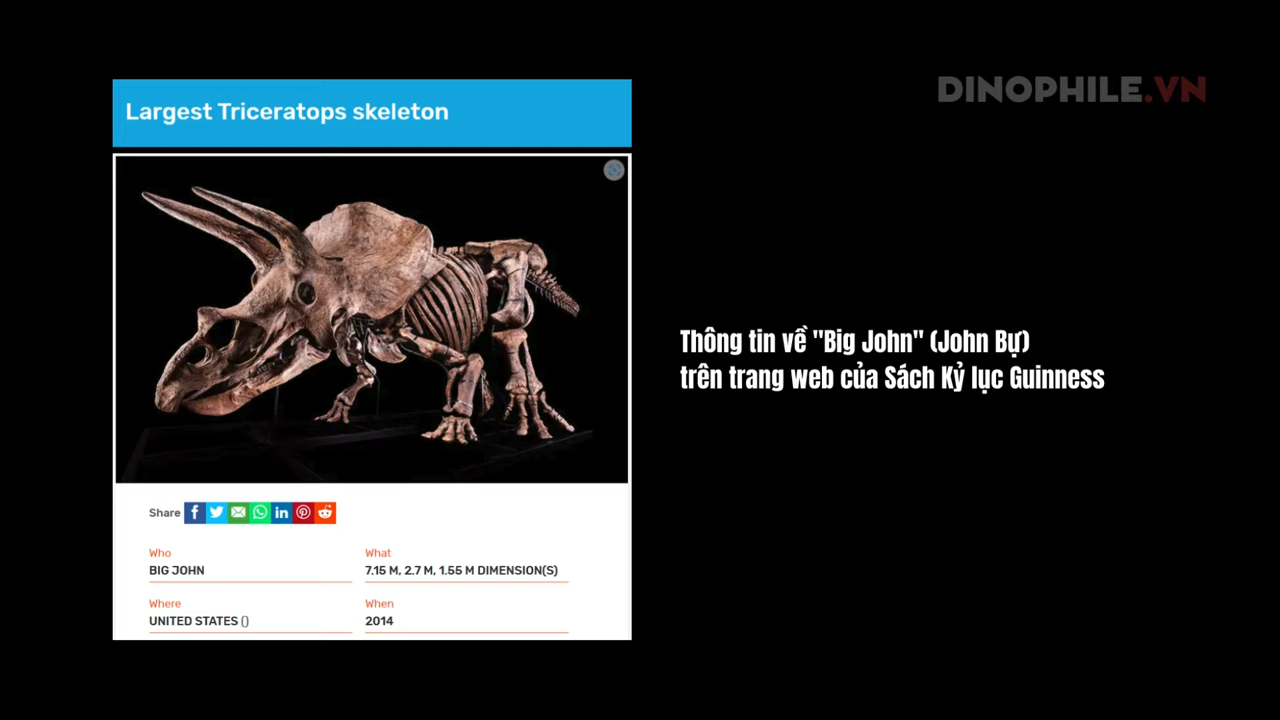 DINOPHILE.VN
Largest Triceratops skeleton
Thông tin về "Big John" (John Bự)
trên trang web của Sách Kỷ lục Guinness
Share
Who
BIG JOHN
What
7.15 M, 2.7 M, 1.55 M DIMENSION(S)
Where
UNITED STATES ()
When
2014